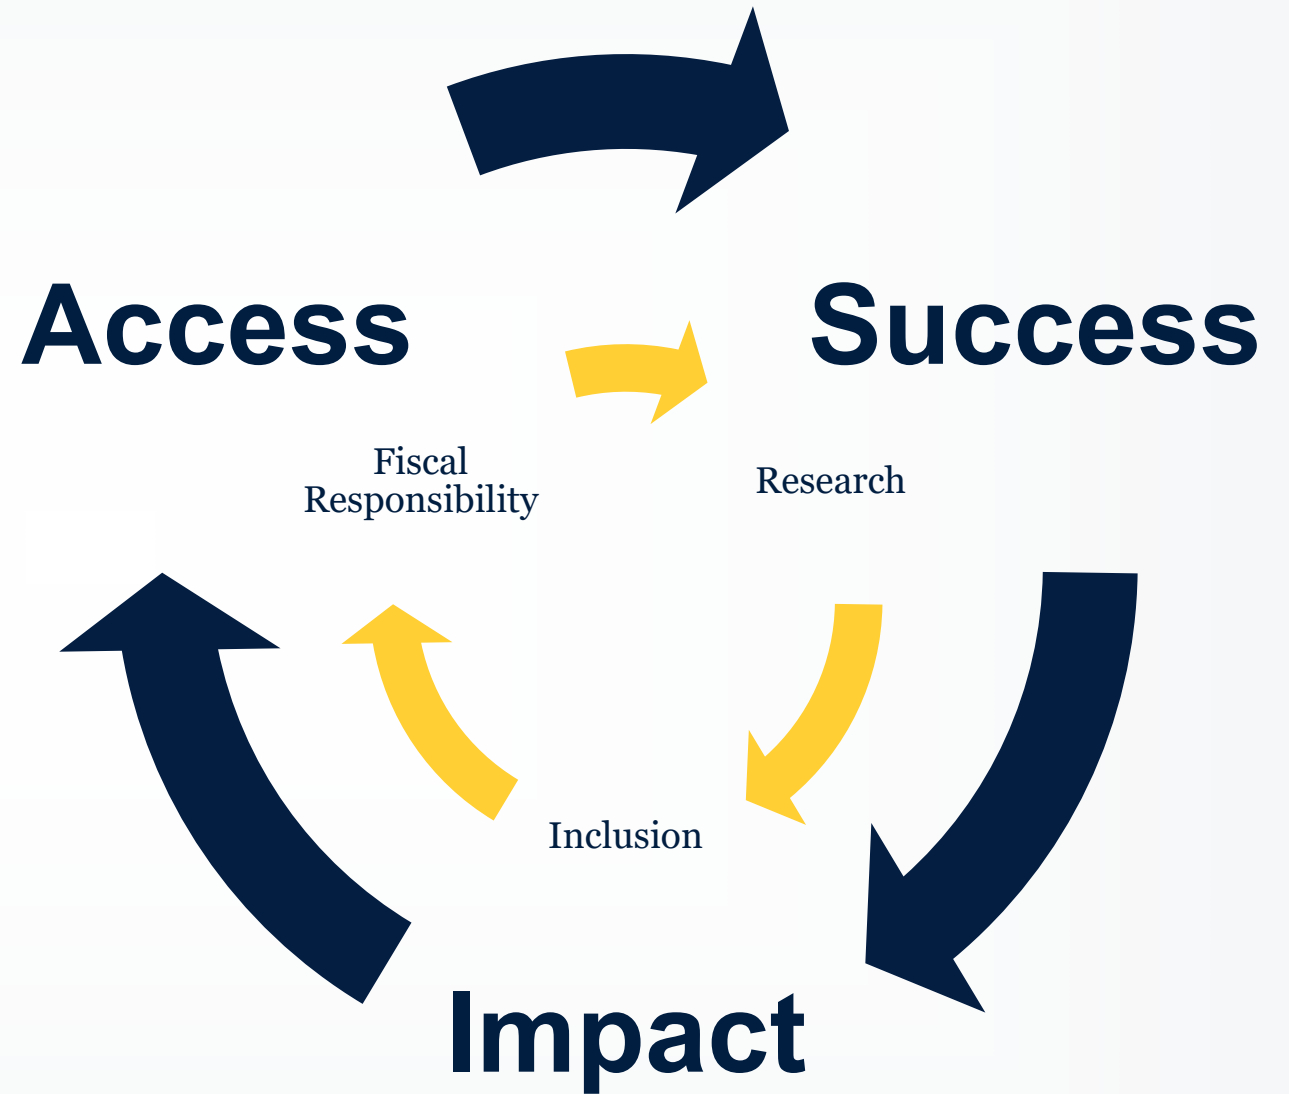 Access
Success
Fiscal
Responsibility
Research
Inclusion
Impact